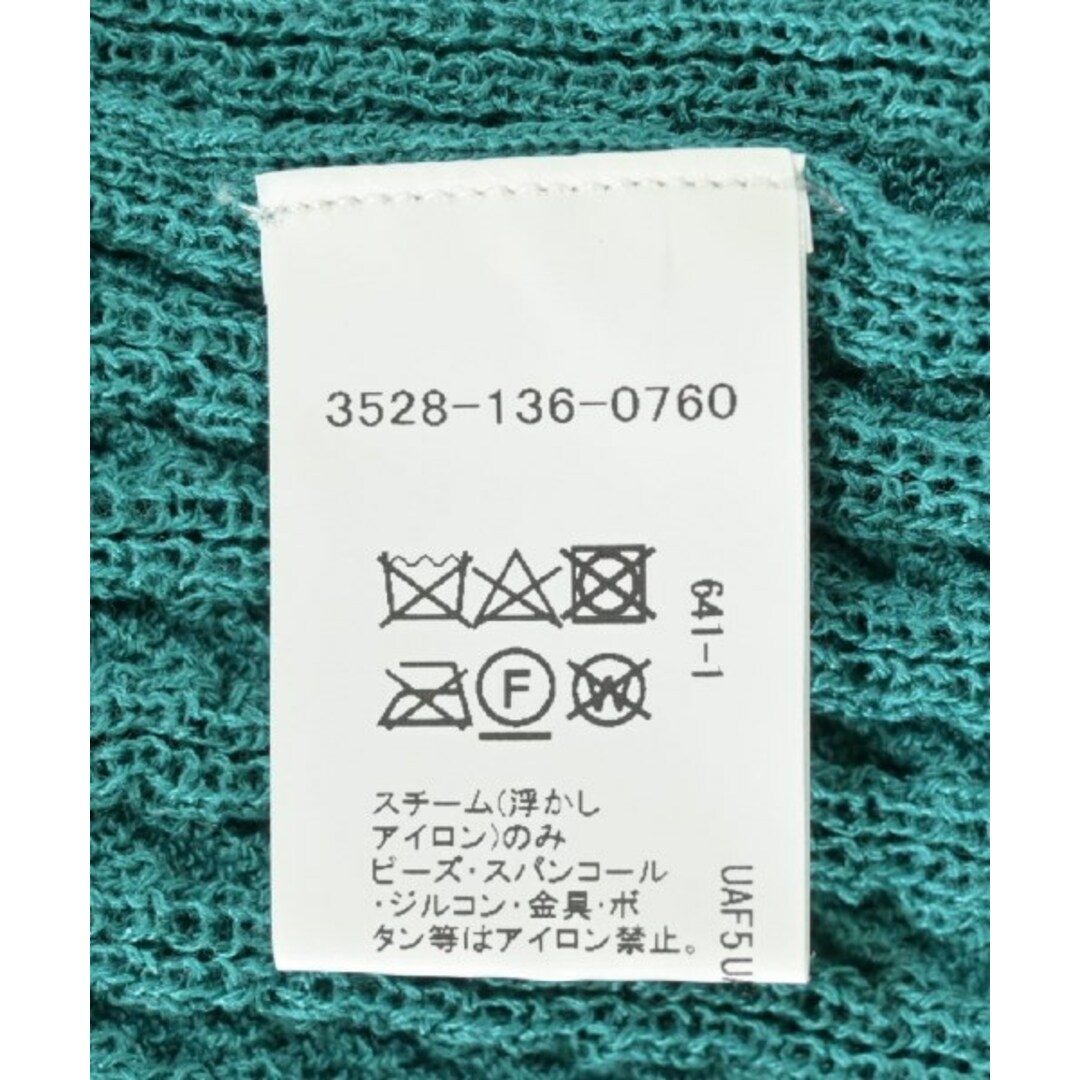 3528-136-0760
641-1
F
W
スチーム(浮かし
アイロン)のみ
ビーズ・スパンコール
・ジルコン・金具・ボ
タン等はアイロン禁止。